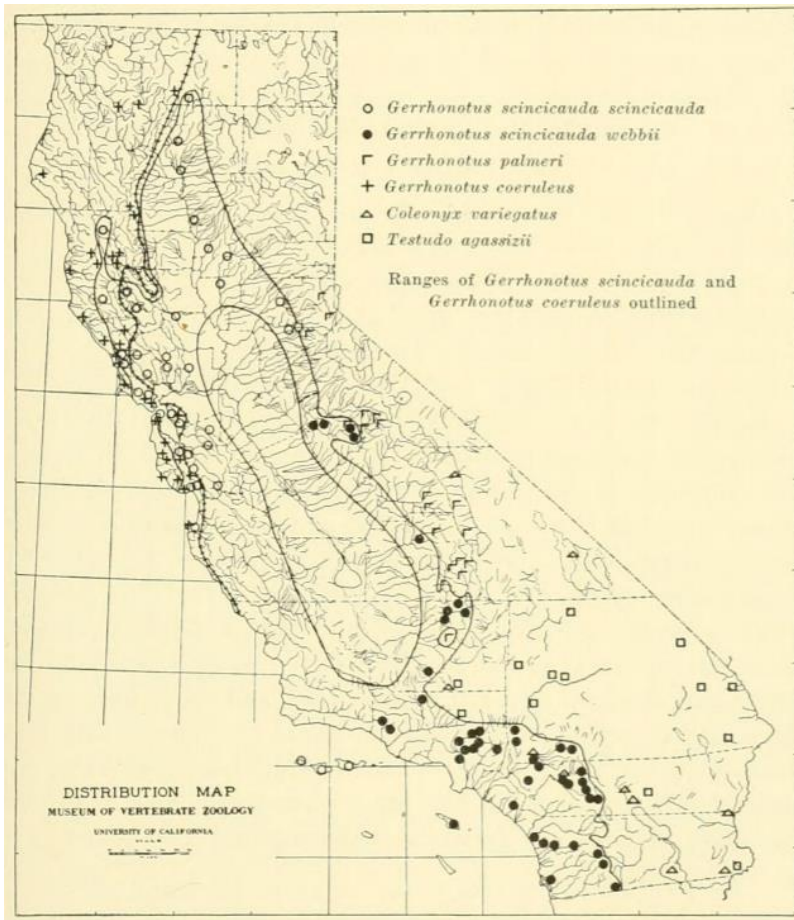 Gerrhonotus scincicauda scincicauda
Gerrhonotus scincicauda webbii
Gerrhonotus palmeri
Gerrhonotus coeruleus
Coleonyx variegatus
Testudo agassizii
Ranges of Gerrhonotus scincicauda and
Gerrhonotus coeruleus outlined
DISTRIBUTION MAP
MUSEUM OF VERTEBRATE ZOOLOGY
UNIVERSITY OF CALIFORNIA